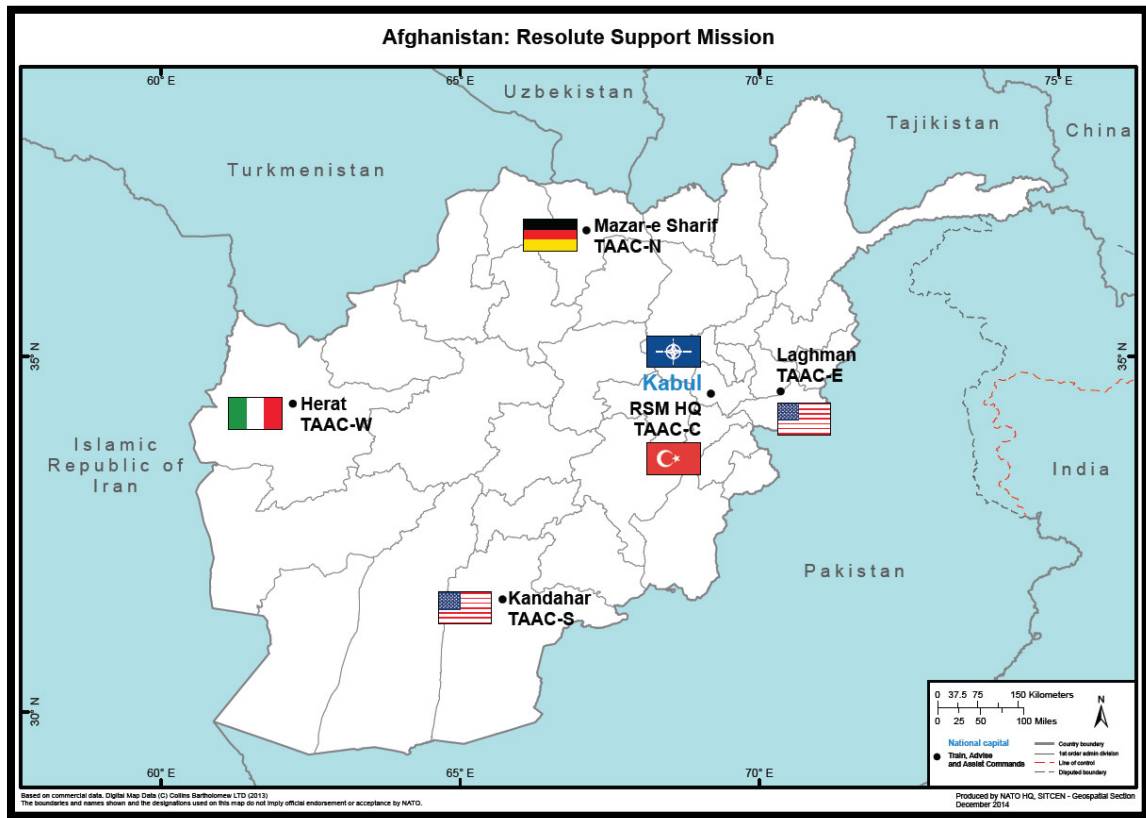 Afghanistan: Resolute Support Mission
60° E
65° E
70° E
75° E
Uzbekistan
Tajikistan
China
Turkmenistan
Mazar-e Sharif
TAAC-N
35° N
35° N
Laghman
TAAC-E
Kabul
RSM HQ
TAAC-C
Herat
TAAC-W
Islamic
Republic of
Iran
India
Pakistan
Kandahar
TAAC-S
30° N
0 37.5 75 150 Kilometers
0 25 50 100 Miles
N
National capital
Train, Advise
and Assist Commands
Country boundary
1st order admin division
Line of control
Disputed boundary
60° E
65° E
70° E
Based on commercial data. Digital Map Data (C) Collins Bartholomew LTD (2013)
The boundaries and names shown and the designations used on this map do not imply official endorsement or acceptance by NATO.
Produced by NATO HQ, SITCEN - Geospatial Section
December 2014